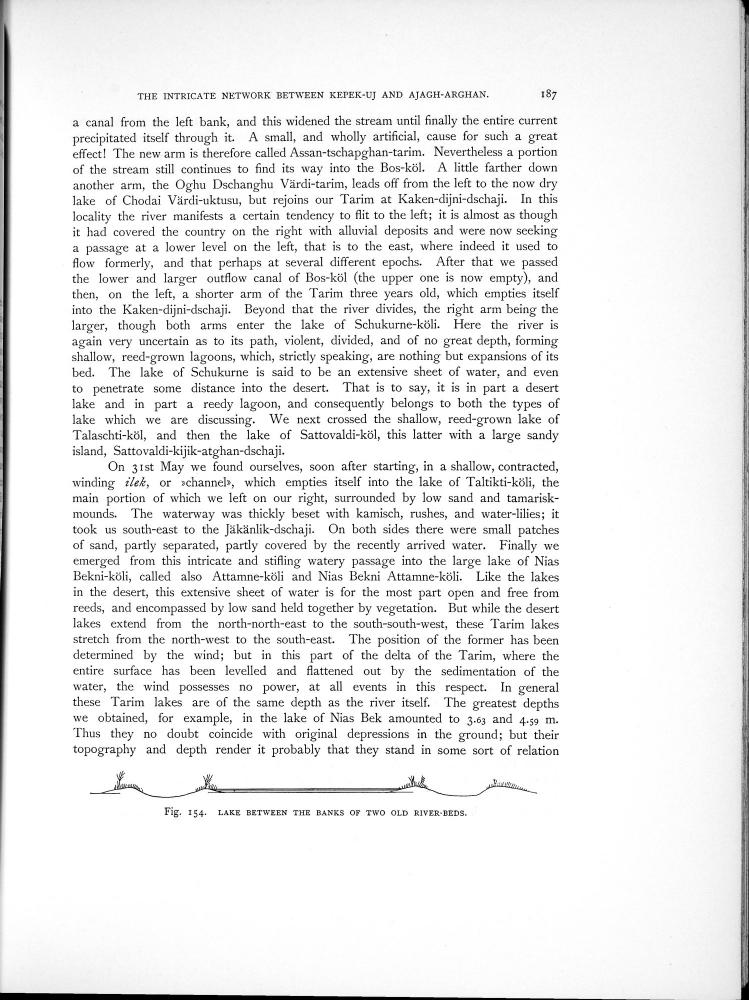 THE INTRICATE NETWORK BETWEEN KEPEK-UJ AND AJAGH-ARGHAN. 187
a canal from the left bank, and this widened the stream until finally the entire current
precipitated itself through it. A small, and wholly artificial, cause for such a great
effect! The new arm is therefore called Assan-tschapghan-tarim. Nevertheless a portion
of the stream still continues to find its way into the Bos-köl. A little farther down
another arm, the Oghu Dschanghu Värdi-tarim, leads off from the left to the now dry
lake of Chodai Värdi-uktusu, but rejoins our Tarim at Kaken-dijni-dschaji. In this
locality the river manifests a certain tendency to flit to the left; it is almost as though
it had covered the country on the right with alluvial deposits and were now seeking
a passage at a lower level on the left, that is to the east, where indeed it used to
flow formerly, and that perhaps at several different epochs. After that we passed
the lower and larger outflow canal of Bos-köl (the upper one is now empty), and
then, on the left, a shorter arm of the Tarim three years old, which empties itself
into the Kaken-dijni-dschaji. Beyond that the river divides, the right arm being the
larger, though both arms enter the lake of Schukurne-köli. Here the river is
again very uncertain as to its path, violent, divided, and of no great depth, forming
shallow, reed-grown lagoons, which, strictly speaking, are nothing but expansions of its
bed. The lake of Schukurne is said to be an extensive sheet of water, and even
to penetrate some distance into the desert. That is to say, it is in part a desert
lake and in part a reedy lagoon, and consequently belongs to both the types of
lake which we are discussing. We next crossed the shallow, reed-grown lake of
Talaschti-köl, and then the lake of Sattovaldi-köl, this latter with a large sandy
island, Sattovaldi-kijik-atghan-dschaji.
On 31st May we found ourselves, soon after starting, in a shallow, contracted,
winding ilek, or »channel», which empties itself into the lake of Taltikti-köli, the
main portion of which we left on our right, surrounded by low sand and tamarisk-
mounds. The waterway was thickly beset with kamisch, rushes, and water-lilies; it
took us south-east to the Jäkänlik-dschaji. On both sides there were small patches
of sand, partly separated, partly covered by the recently arrived water. Finally we
emerged from this intricate and stifling watery passage into the large lake of Nias
Bekni-köli, called also Attamne-köli and Nias Bekni Attamne-köli. Like the lakes
in the desert, this extensive sheet of water is for the most part open and free from
reeds, and encompassed by low sand held together by vegetation. But while the desert
lakes extend from the north-north-east to the south-south-west, these Tarim lakes
stretch from the north-west to the south-east. The position of the former has been
determined by the wind; but in this part of the delta of the Tarim, where the
entire surface has been levelled and flattened out by the sedimentation of the
water, the wind possesses no power, at all events in this respect. In general
these Tarim lakes are of the same depth as the river itself. The greatest depths
we obtained, for example, in the lake of Nias Bek amounted to 3.63 and 4.59 m.
Thus they no doubt coincide with original depressions in the ground; but their
topography and depth render it probably that they stand in some sort of relation
Fig. 154. LAKE BETWEEN THE BANKS OF TWO OLD RIVER-BEDS.